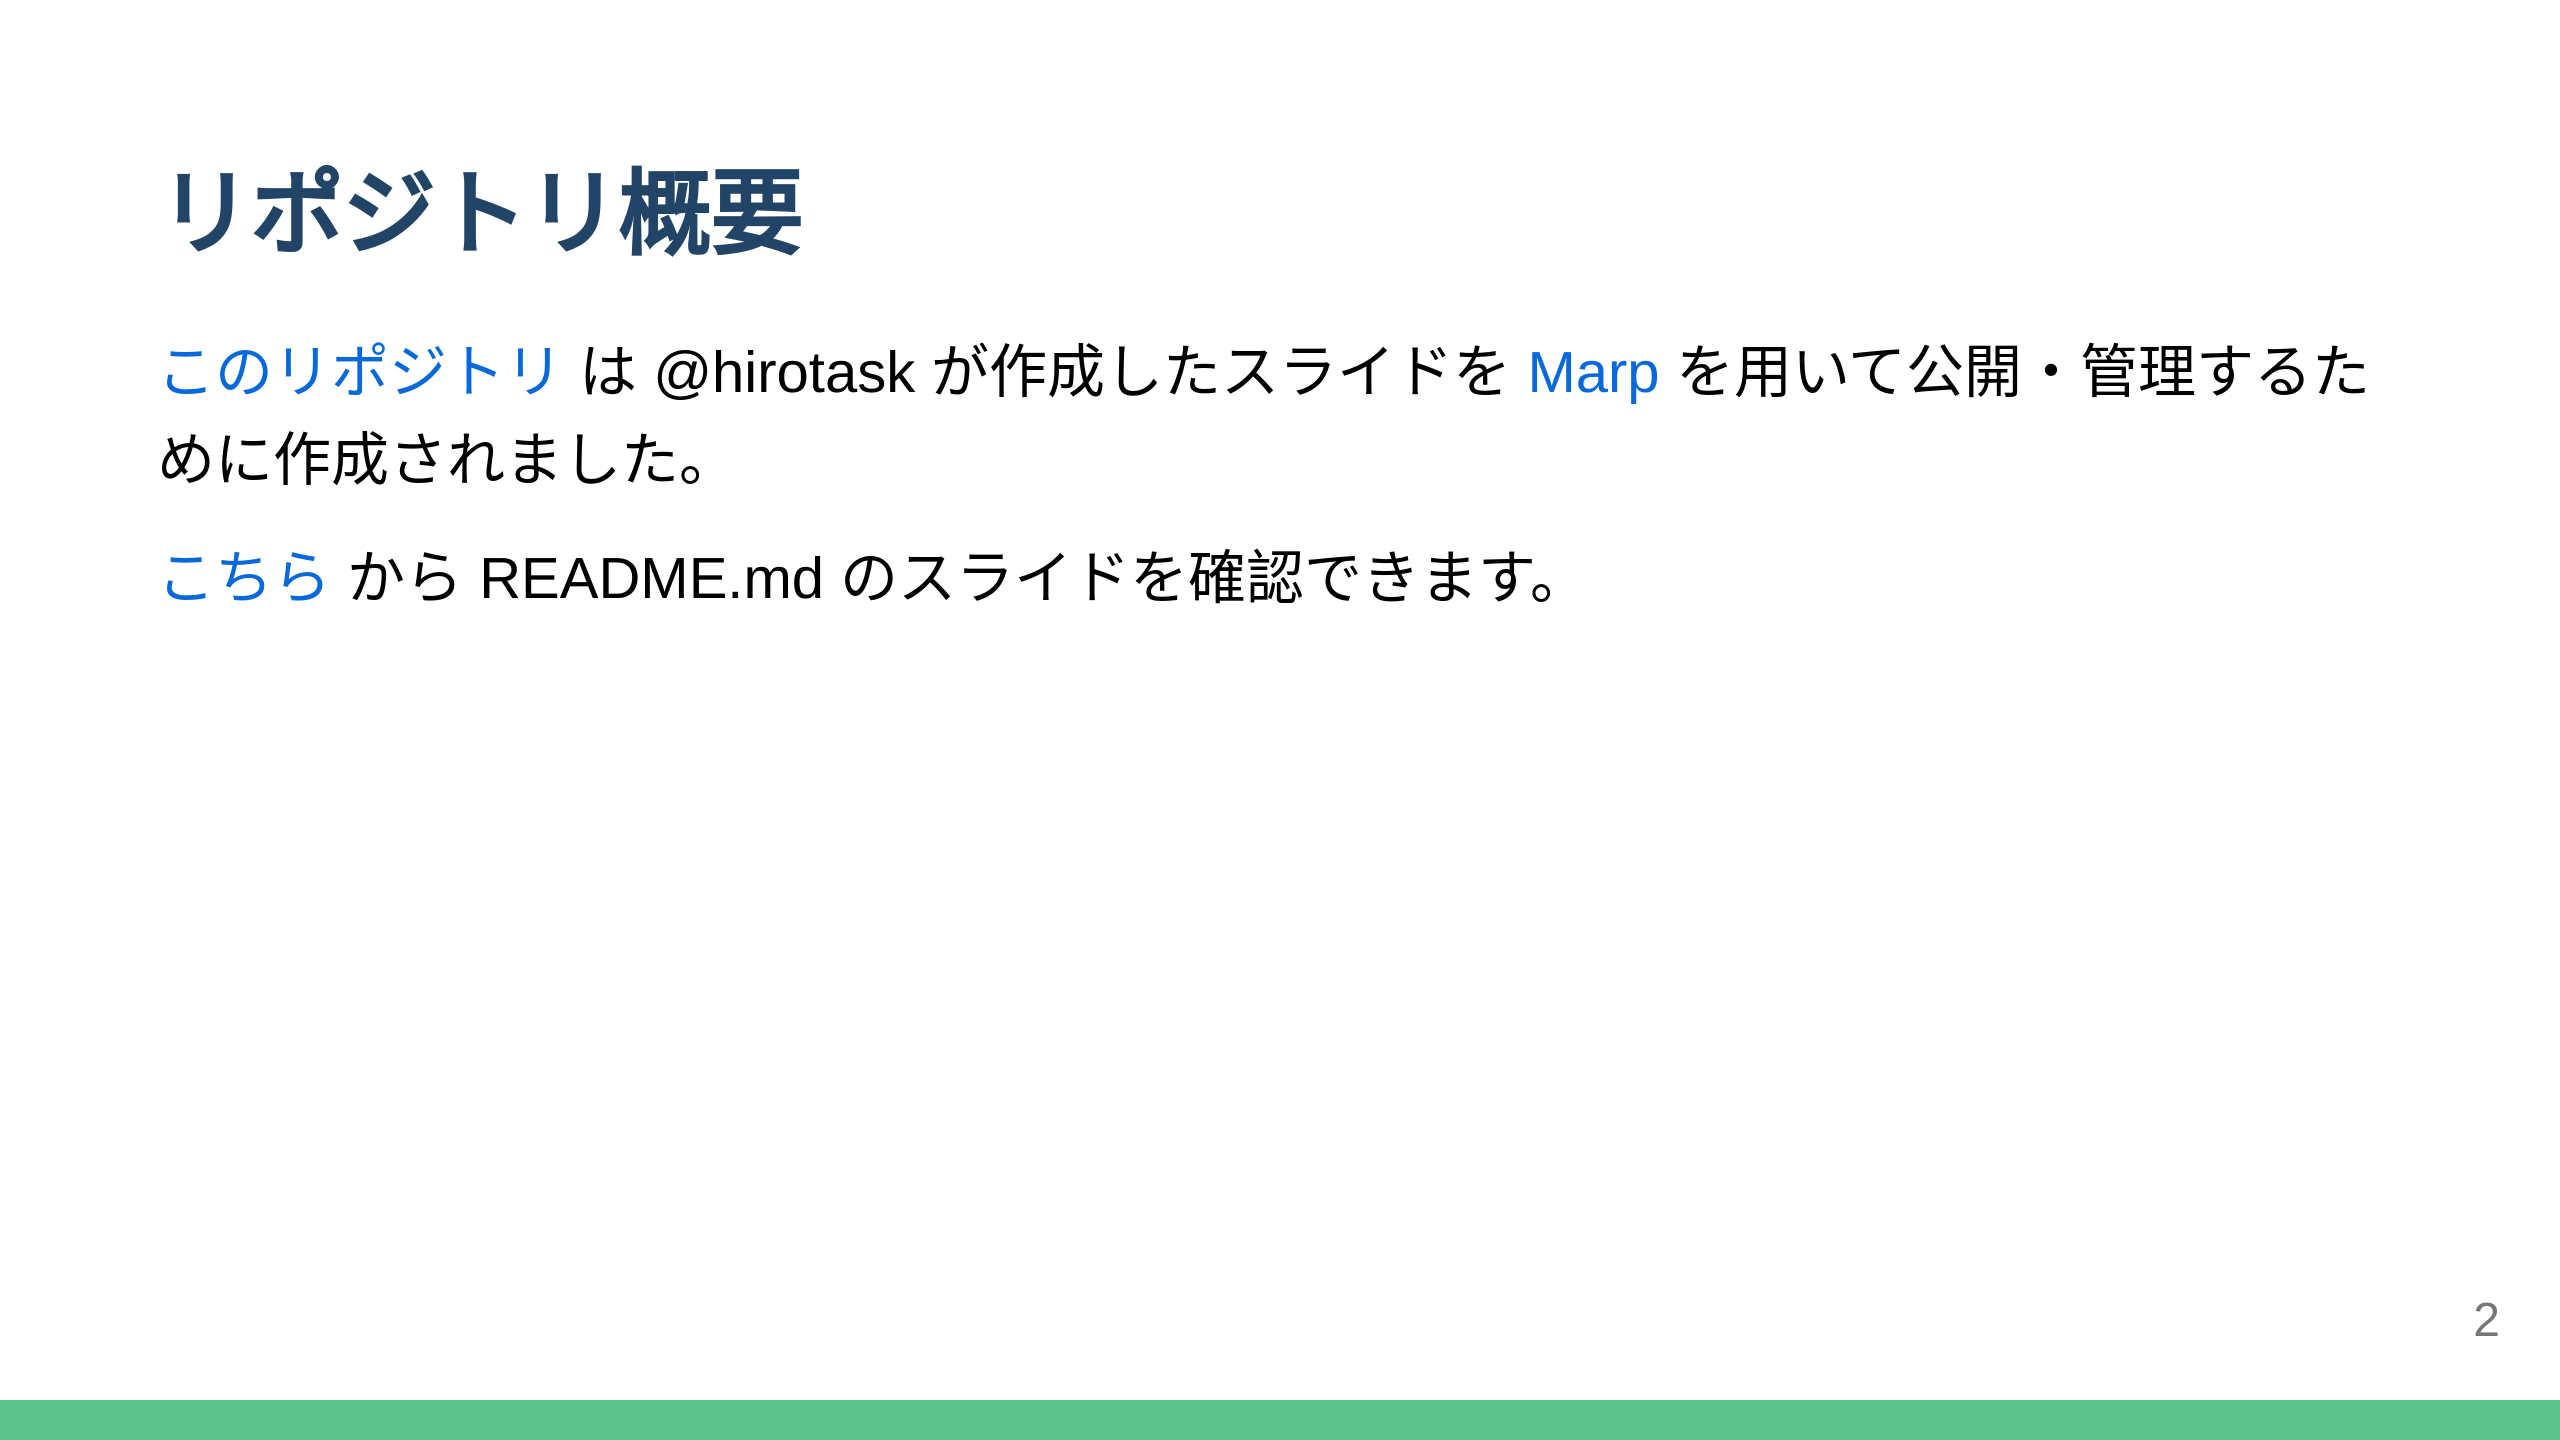 リポジトリ概要
このリポジトリ は @hirotask が作成したスライドを Marp を用いて公開・管理するた
めに作成されました。
こちら から README.md のスライドを確認できます。
2